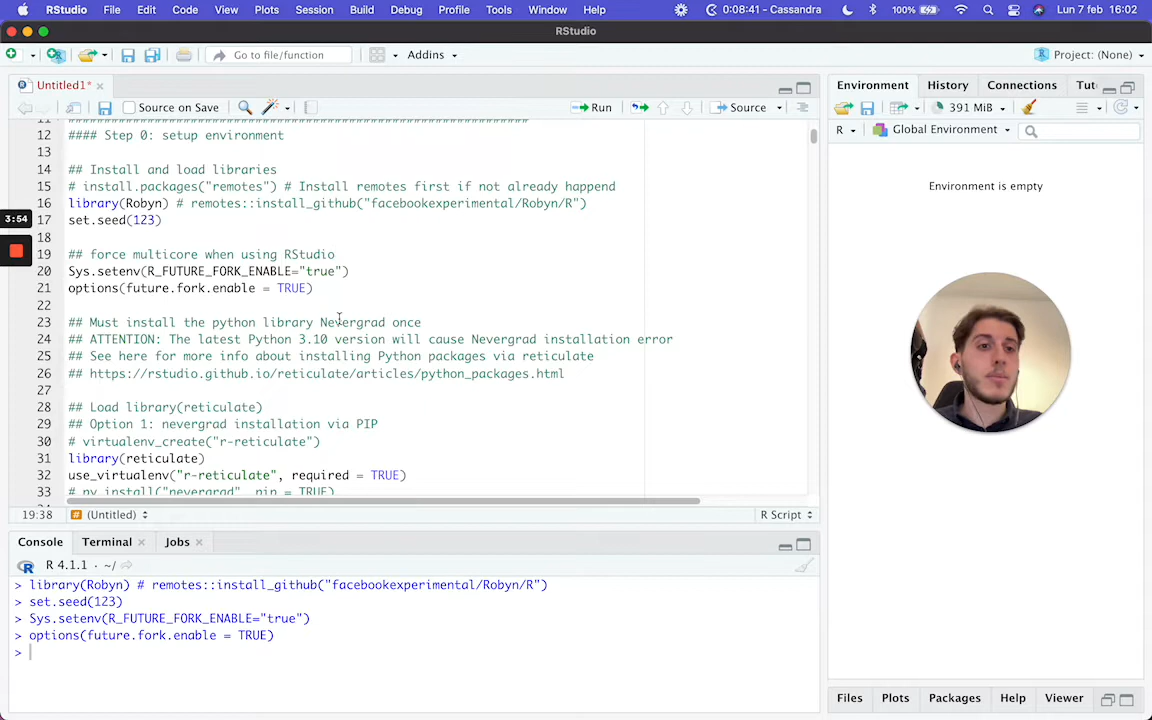 RStudio File Edit Code View Plots Session Build Debug Profile Tools Window Help 0:08:41 - Cassandra 100% Lun 7 feb 16:02
RStudio
Go to file/function Addins Project: (None)
Untitled1*
Source on Save Run Source
12 #### Step 0: setup environment
13
14 ## Install and load libraries
15 # install.packages("remotes") # Install remotes first if not already happend
16 library(Robyn) # remotes::install_github("facebookexperimental/Robyn/R")
17 set.seed(123)
18
19 ## force multicore when using RStudio
20 Sys.setenv(R_FUTURE_FORK_ENABLE="true")
21 options(future.fork.enable = TRUE)
22
23 ## Must install the python library Nevergrad once
24 ## ATTENTION: The latest Python 3.10 version will cause Nevergrad installation error
25 ## See here for more info about installing Python packages via reticulate
26 ## https://rstudio.github.io/reticulate/articles/python_packages.html
27
28 ## Load library(reticulate)
29 ## Option 1: nevergrad installation via PIP
30 # virtualenv_create("r-reticulate")
31 library(reticulate)
32 use_virtualenv("r-reticulate", required = TRUE)
33 # py_install("nevergrad", pip = TRUE)
3:54
19:38 (Untitled) R Script
Console Terminal Jobs
R 4.1.1 · ~/
> library(Robyn) # remotes::install_github("facebookexperimental/Robyn/R")
> set.seed(123)
> Sys.setenv(R_FUTURE_FORK_ENABLE="true")
> options(future.fork.enable = TRUE)
>
Environment History Connections Tut
391 MiB
R Global Environment
Environment is empty
Files Plots Packages Help Viewer